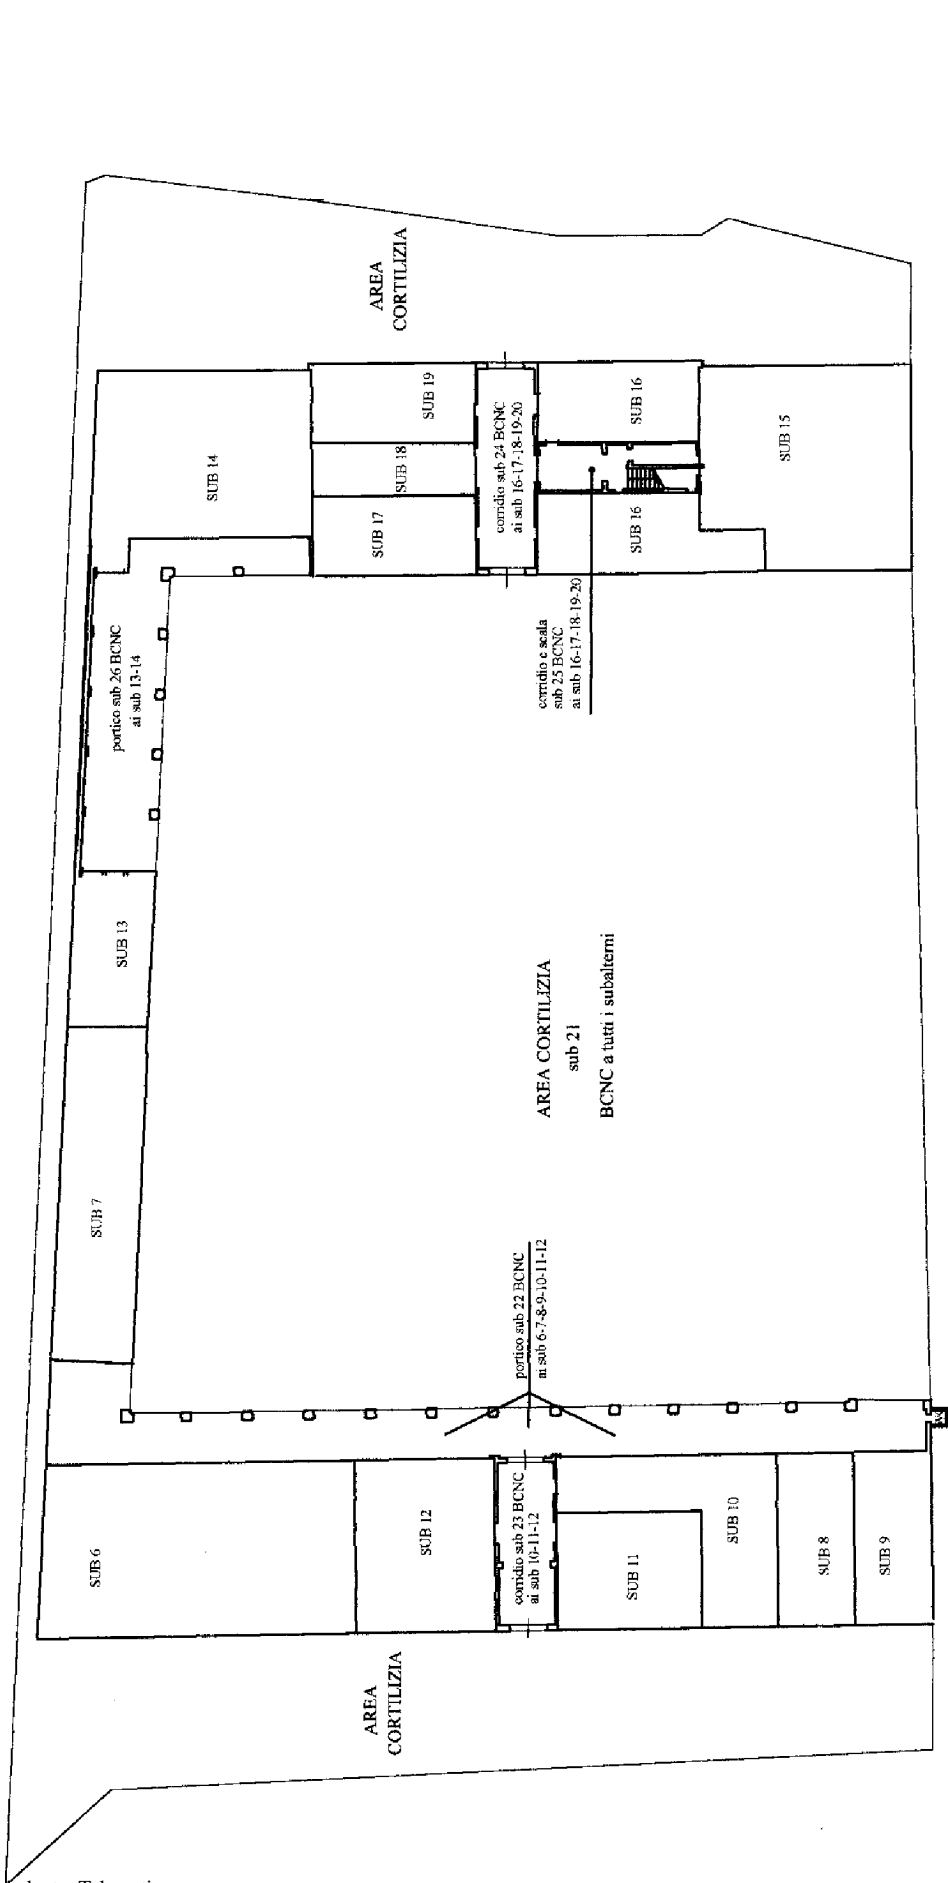 AREA
CORTILIZIA
SUB 14
SUB 19
SUB 18
SUB 17
corridio sub 24 BCNC
ai sub 16-17-18-19-20
SUB 16
SUB 16
SUB 15
portico sub 26 BCNC
ai sub 13-14
corridio e scala
sub 25 BCNC
ai sub 16-17-18-19-20
SUB 13
AREA CORTILIZIA
sub 21
BCNC a tutti i subalterni
SUB 7
portico sub 22 BCNC
ai sub 6-7-8-9-10-11-12
SUB 6
SUB 12
corridio sub 23 BCNC
ai sub 10-11-12
SUB 11
SUB 10
SUB 8
SUB 9
AREA
CORTILIZIA